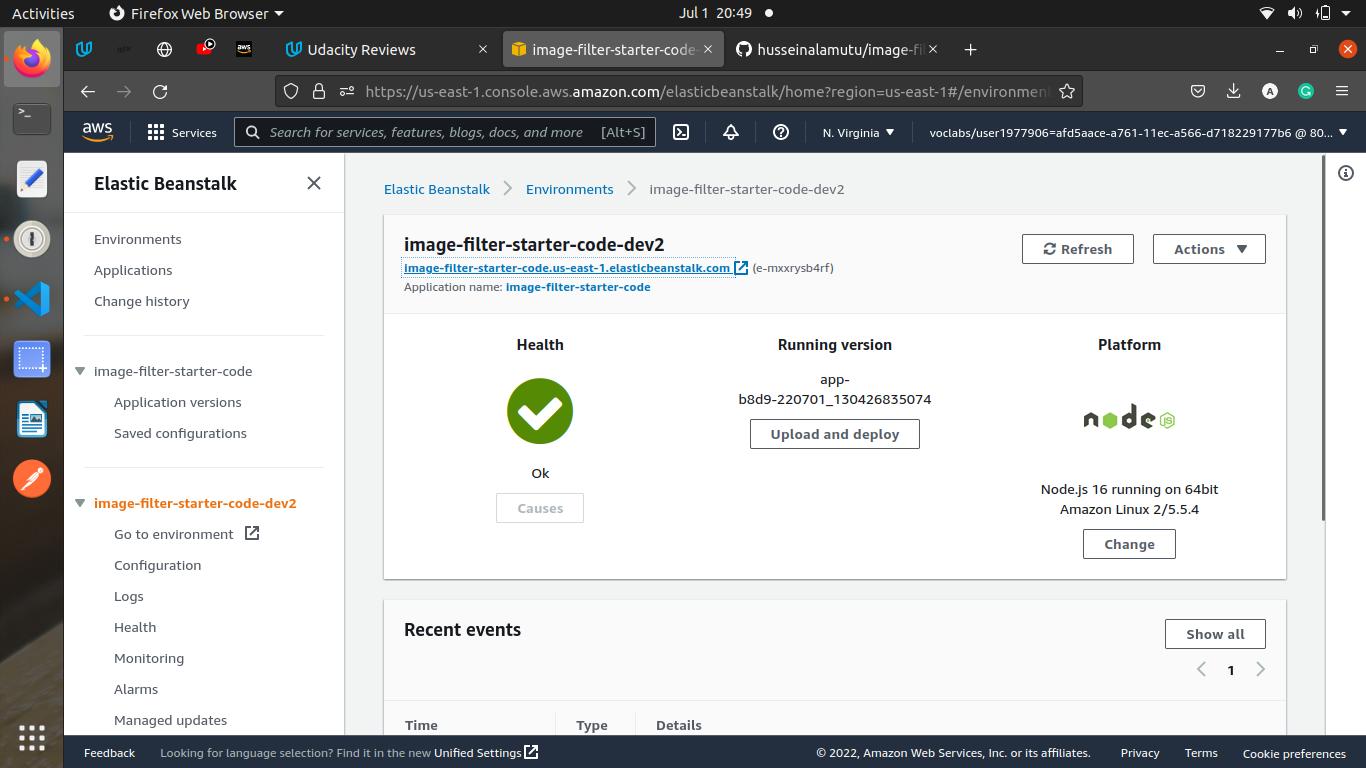 Activities
Firefox Web Browser
Jul 1 20:49
Udacity Reviews
image-filter-starter-code-
husseinalamutu/image-fil
https://us-east-1.console.aws.amazon.com/elasticbeanstalk/home?region=us-east-1#/environment
A
aws
Services
Search for services, features, blogs, docs, and more
[Alt+S]
N. Virginia
voclabs/user1977906=afd5aace-a761-11ec-a566-d718229177b6 @ 80...
Elastic Beanstalk
Environments
Applications
Change history
image-filter-starter-code
Application versions
Saved configurations
image-filter-starter-code-dev2
Go to environment
Configuration
Logs
Health
Monitoring
Alarms
Managed updates
Elastic Beanstalk
Environments
image-filter-starter-code-dev2
image-filter-starter-code-dev2
Refresh
Actions
Image-filter-starter-code.us-east-1.elasticbeanstalk.com (e-mxxrysb4rf)
Application name: image-filter-starter-code
Health
Ok
Causes
Running version
app-
b8d9-220701_130426835074
Upload and deploy
Platform
node JS
Node.js 16 running on 64bit
Amazon Linux 2/5.5.4
Change
Recent events
Show all
1
Time
Type
Details
Feedback
Looking for language selection? Find it in the new Unified Settings
© 2022, Amazon Web Services, Inc. or its affiliates.
Privacy
Terms
Cookie preferences